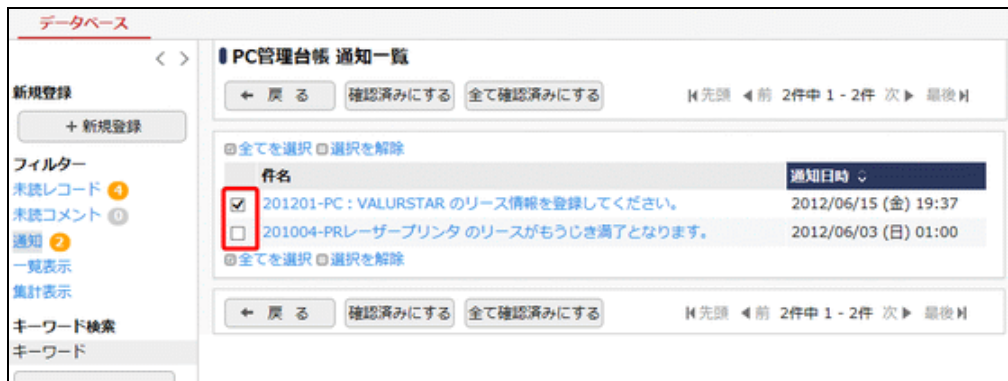 データベース
< >
新規登録
+ 新規登録
フィルター
未読レコード 4
未読コメント 0
通知 2
一覧表示
集計表示
キーワード検索
キーワード
PC管理台帳 通知一覧
← 戻 る 確認済みにする 全て確認済みにする 先頭 前 2件中 1 - 2件 次 最後
全てを選択 選択を解除
件名 通知日時
201201-PC : VALURSTAR のリース情報を登録してください。 2012/06/15 (金) 19:37
201004-PRレーザープリンタ のリースがもうじき満了となります。 2012/06/03 (日) 01:00
全てを選択 選択を解除
← 戻 る 確認済みにする 全て確認済みにする 先頭 前 2件中 1 - 2件 次 最後